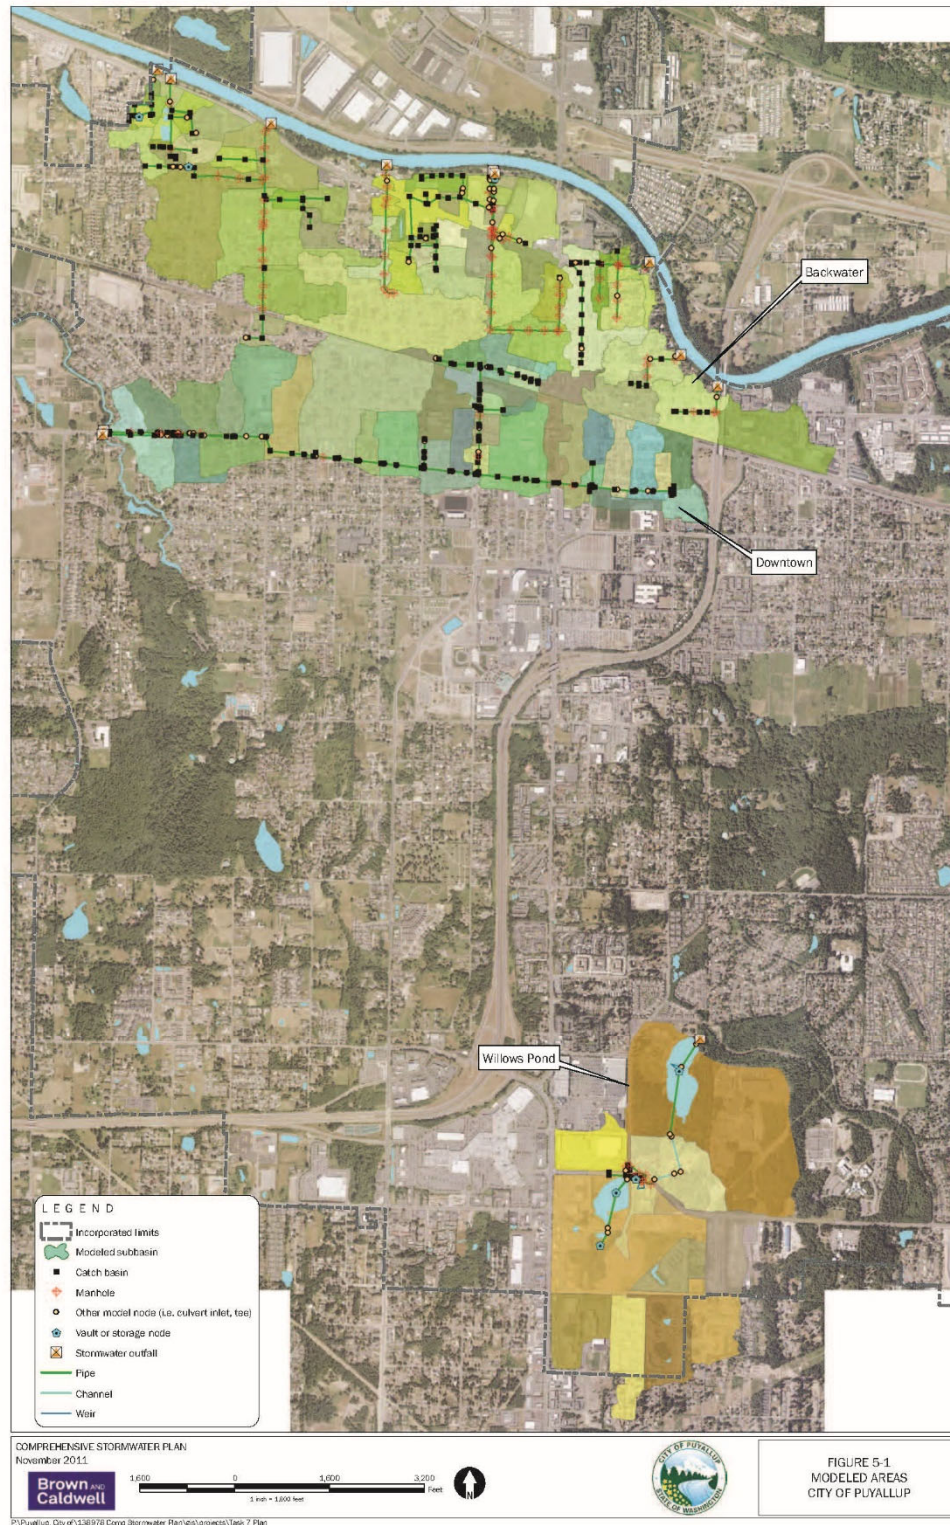 Backwater
Downtown
Willows Pond
LEGEND
Incorporated limits
Modeled subbasin
Catch basin
Manhole
Other model node (i.e. culvert inlet, tee)
Vault or storage node
Stormwater outfall
Pipe
Channel
Weir
COMPREHENSIVE STORMWATER PLAN
November 2011
Brown AND
Caldwell
1,600 0 1,600 3,200
Feet
1 inch = 1,600 feet
N
CITY OF PUYALLUP
STATE OF WASHINGTON
FIGURE 5-1
MODELED AREAS
CITY OF PUYALLUP